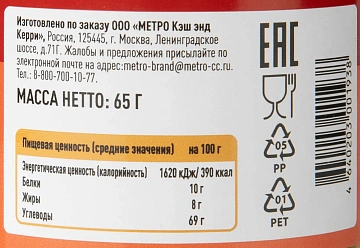 Изготовлено по заказу ООО «МЕТРО Кэш энд
Керри», Россия, 125445, г. Москва, Ленинградское
шоссе, д.71Г. Жалобы и предложения присылайте по
электронной почте на адрес:metro-brand@metro-cc.ru.
Тел.: 8-800-700-10-77.
МАССА НЕТТО: 65 Г
Пищевая ценность (средние значения) на 100 г
Энергетическая ценность (калорийность) 1620 кДж/ 390 ккал
Белки 10 г
Жиры 8 г
Углеводы 69 г
EAC
05
PP
01
PET
4640203001938